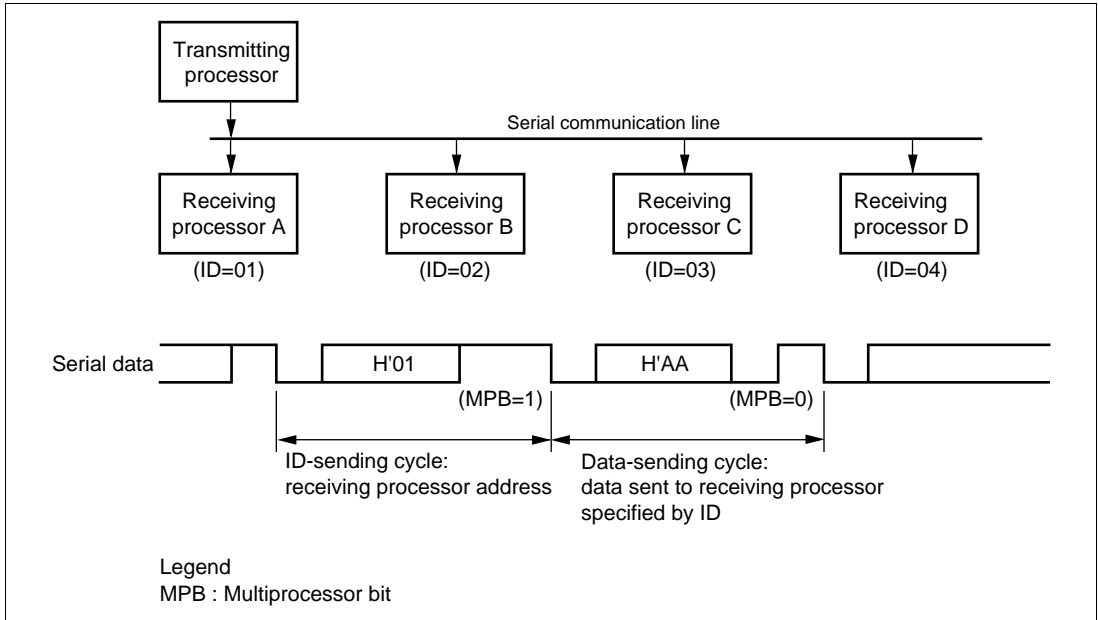 Transmitting
processor
Serial communication line
Receiving
processor A
(ID=01)
Receiving
processor B
(ID=02)
Receiving
processor C
(ID=03)
Receiving
processor D
(ID=04)
Serial data
H'01
H'AA
(MPB=1)
(MPB=0)
ID-sending cycle:
receiving processor address
Data-sending cycle:
data sent to receiving processor
specified by ID
Legend
MPB : Multiprocessor bit